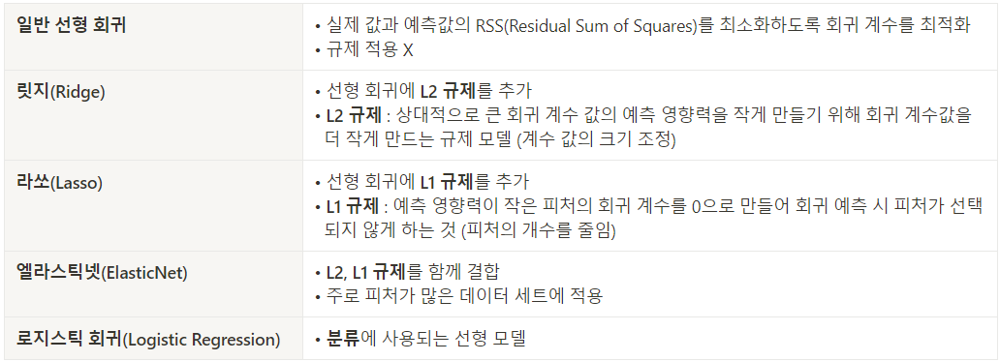 일반 선형 회귀
• 실제 값과 예측값의 RSS(Residual Sum of Squares)를 최소화하도록 회귀 계수를 최적화
• 규제 적용 X
릿지(Ridge)
• 선형 회귀에 L2 규제를 추가
• L2 규제 : 상대적으로 큰 회귀 계수 값의 예측 영향력을 작게 만들기 위해 회귀 계수값을
더 작게 만드는 규제 모델 (계수 값의 크기 조정)
라쏘(Lasso)
• 선형 회귀에 L1 규제를 추가
• L1 규제 : 예측 영향력이 작은 피처의 회귀 계수를 0으로 만들어 회귀 예측 시 피처가 선택
되지 않게 하는 것 (피처의 개수를 줄임)
엘라스틱넷(ElasticNet)
• L2, L1 규제를 함께 결합
• 주로 피처가 많은 데이터 세트에 적용
로지스틱 회귀(Logistic Regression)
• 분류에 사용되는 선형 모델